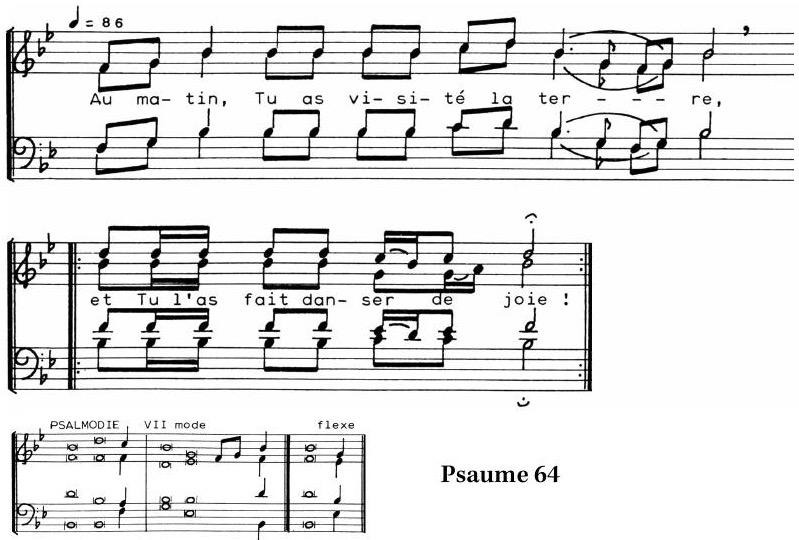 = 86
Au ma- tin, Tu as vi- si- té la ter - - - re,
et Tu l'as fait dan- ser de joie !
PSALMODIE VII mode flexe
Psaume 64